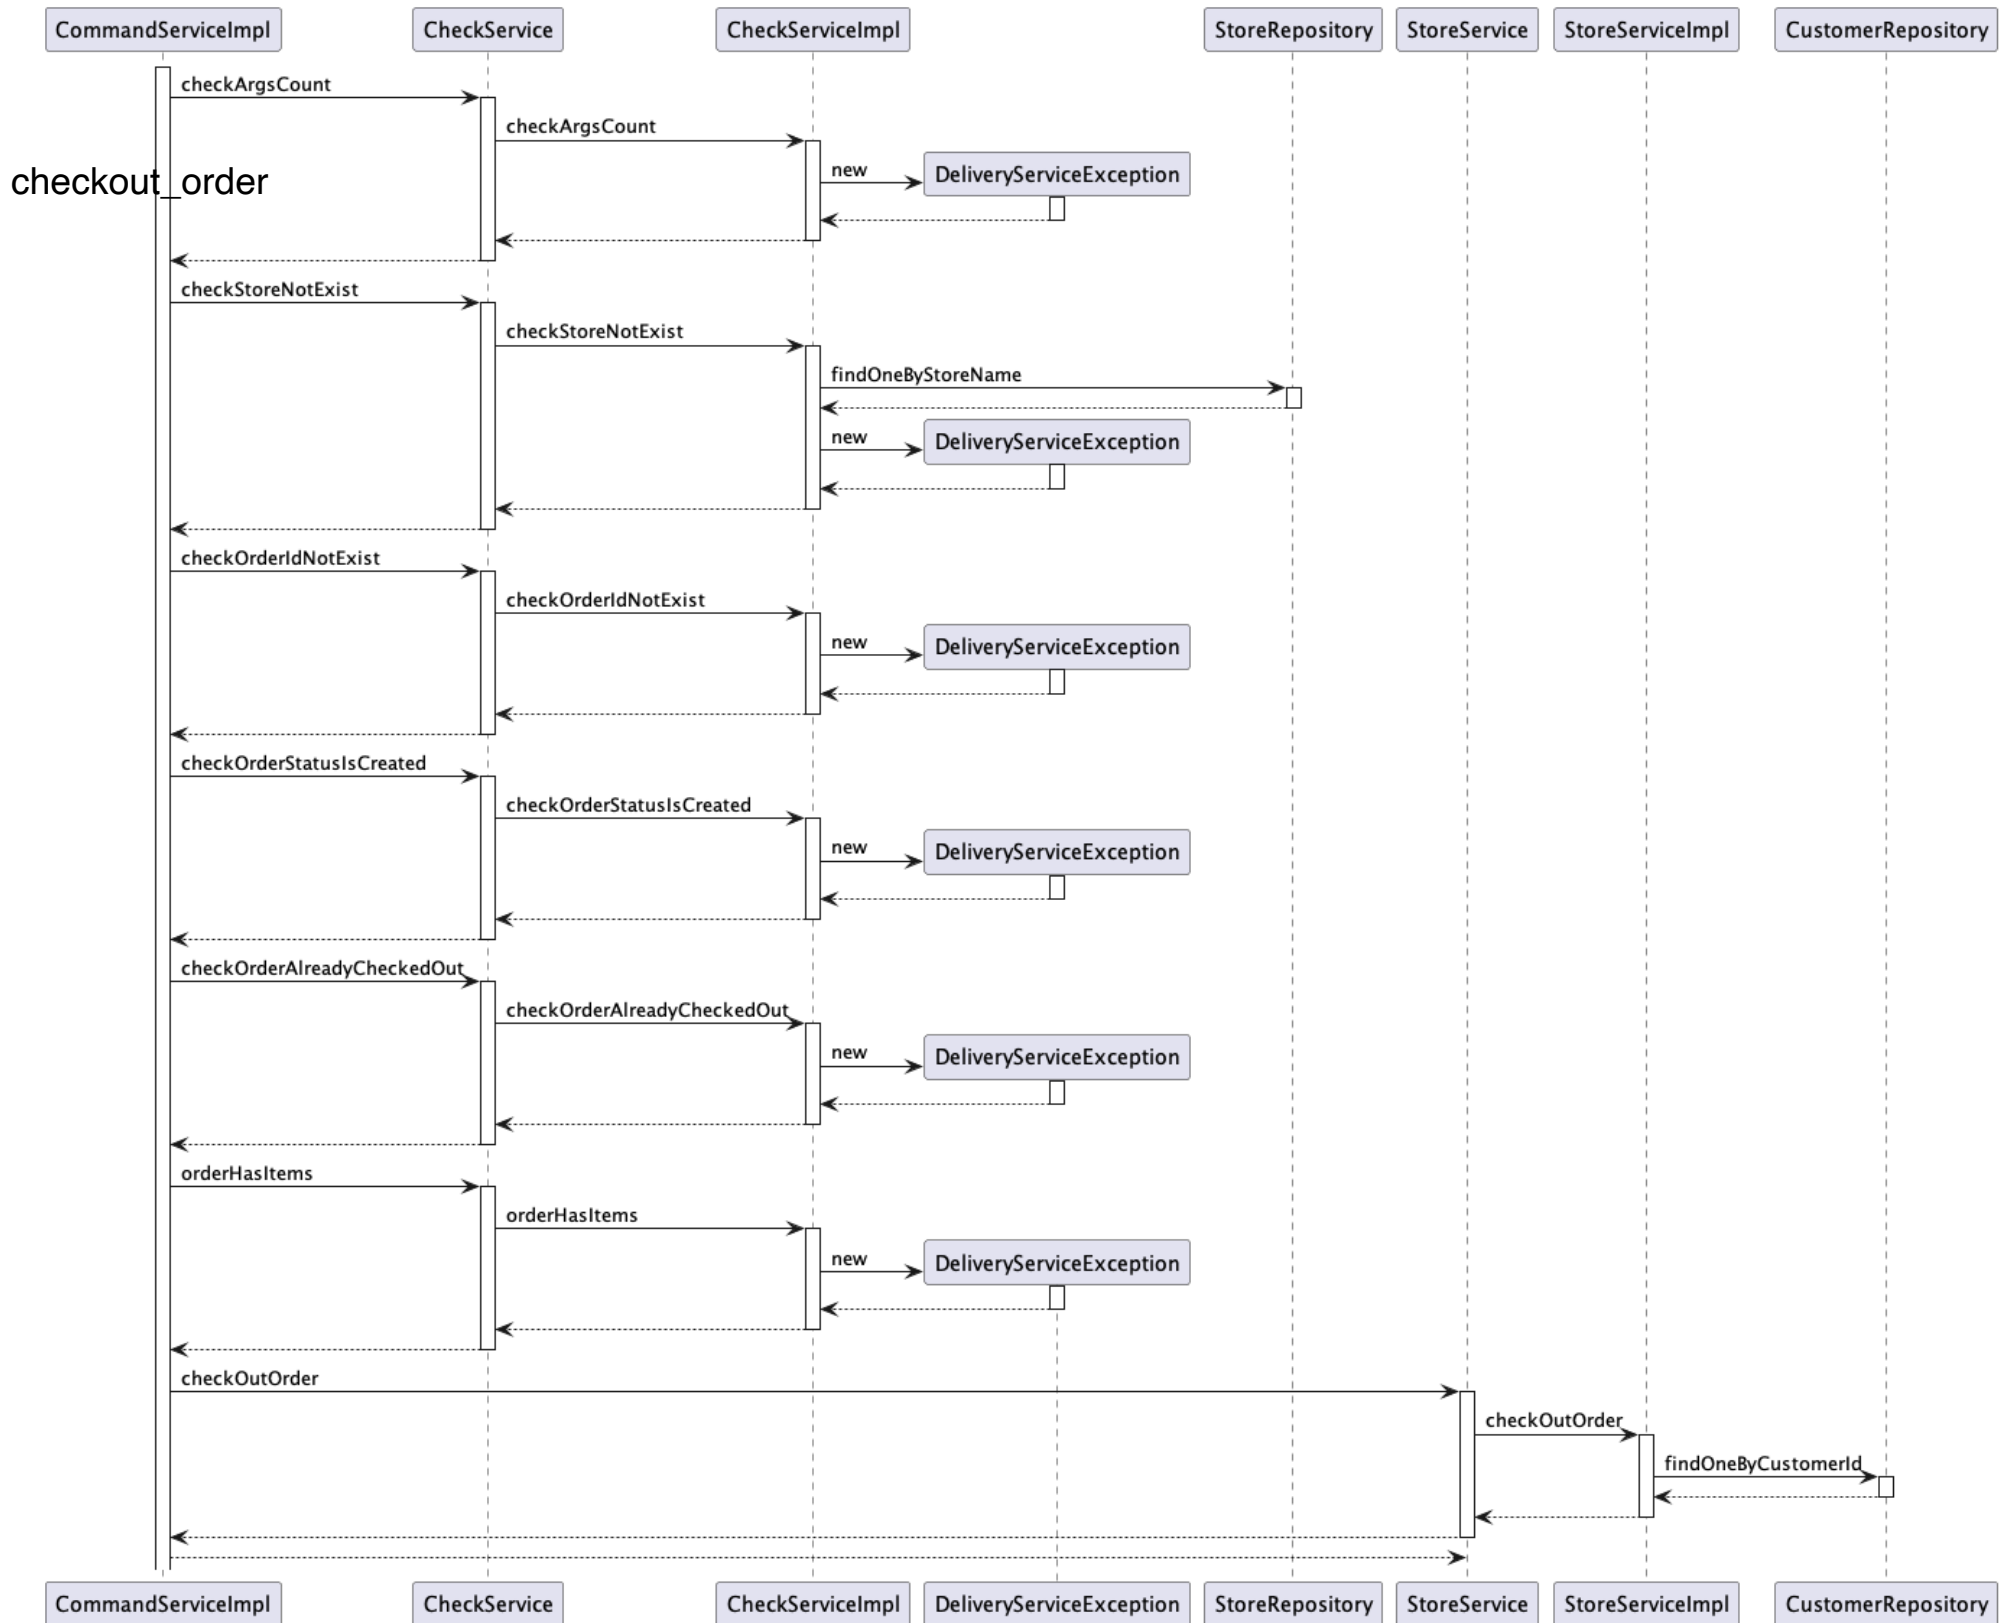 CommandServiceImpl CheckService CheckServiceImpl StoreRepository StoreService StoreServiceImpl CustomerRepository
checkArgsCount
checkArgsCount
new DeliveryServiceException
checkout_order
checkStoreNotExist
checkStoreNotExist
findOneByStoreName
new DeliveryServiceException
checkOrderIdNotExist
checkOrderIdNotExist
new DeliveryServiceException
checkOrderStatusIsCreated
checkOrderStatusIsCreated
new DeliveryServiceException
checkOrderAlreadyCheckedOut
checkOrderAlreadyCheckedOut
new DeliveryServiceException
orderHasItems
orderHasItems
new DeliveryServiceException
checkOutOrder
checkOutOrder
findOneByCustomerId
CommandServiceImpl CheckService CheckServiceImpl DeliveryServiceException StoreRepository StoreService StoreServiceImpl CustomerRepository